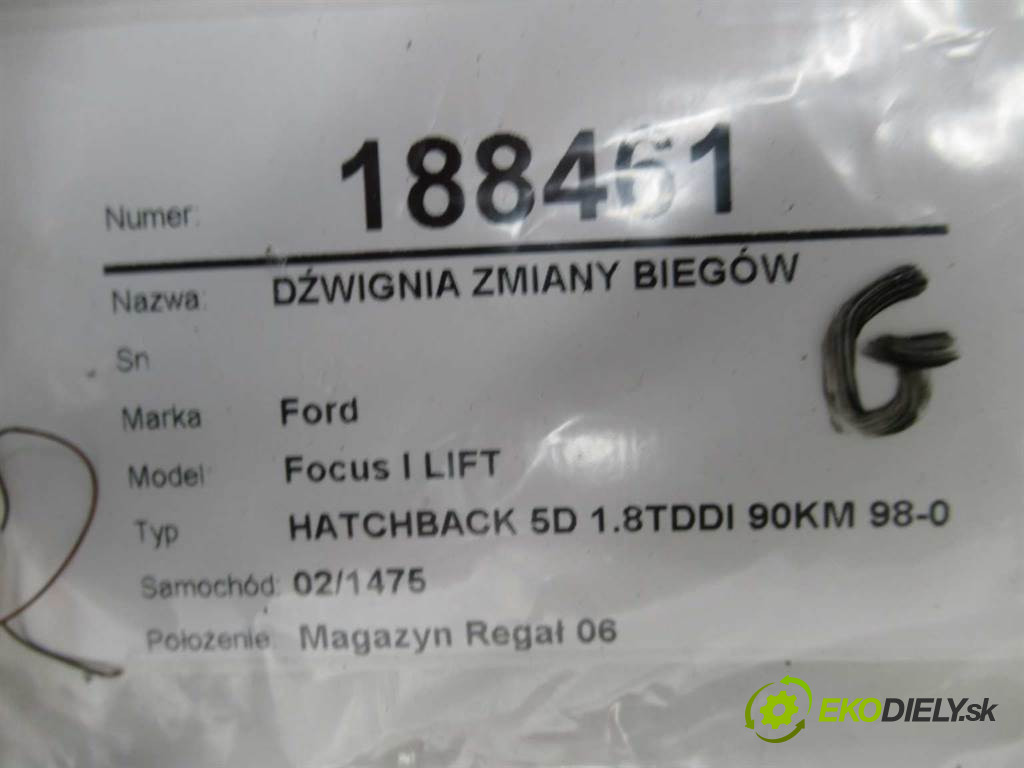 Numer: 188461
Nazwa: DŹWIGNIA ZMIANY BIEGÓW
G
Sn
Marka Ford
Model Focus I LIFT
Typ HATCHBACK 5D 1.8TDDI 90KM 98-0
Samochód: 02/1475
Położenie: Magazyn Regał 06
EKODIELY.sk